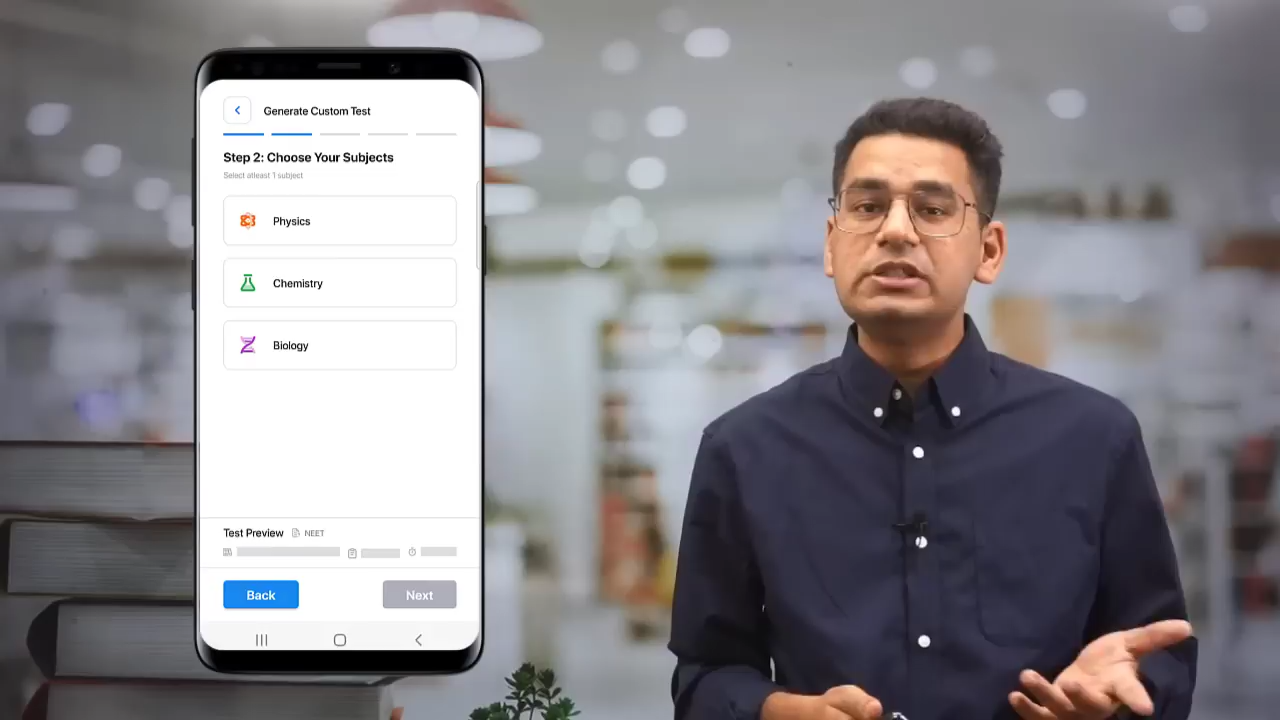 Generate Custom Test
Step 2: Choose Your Subjects
Select atleast 1 subject
Physics
Chemistry
Biology
Test Preview NEET
Back Next